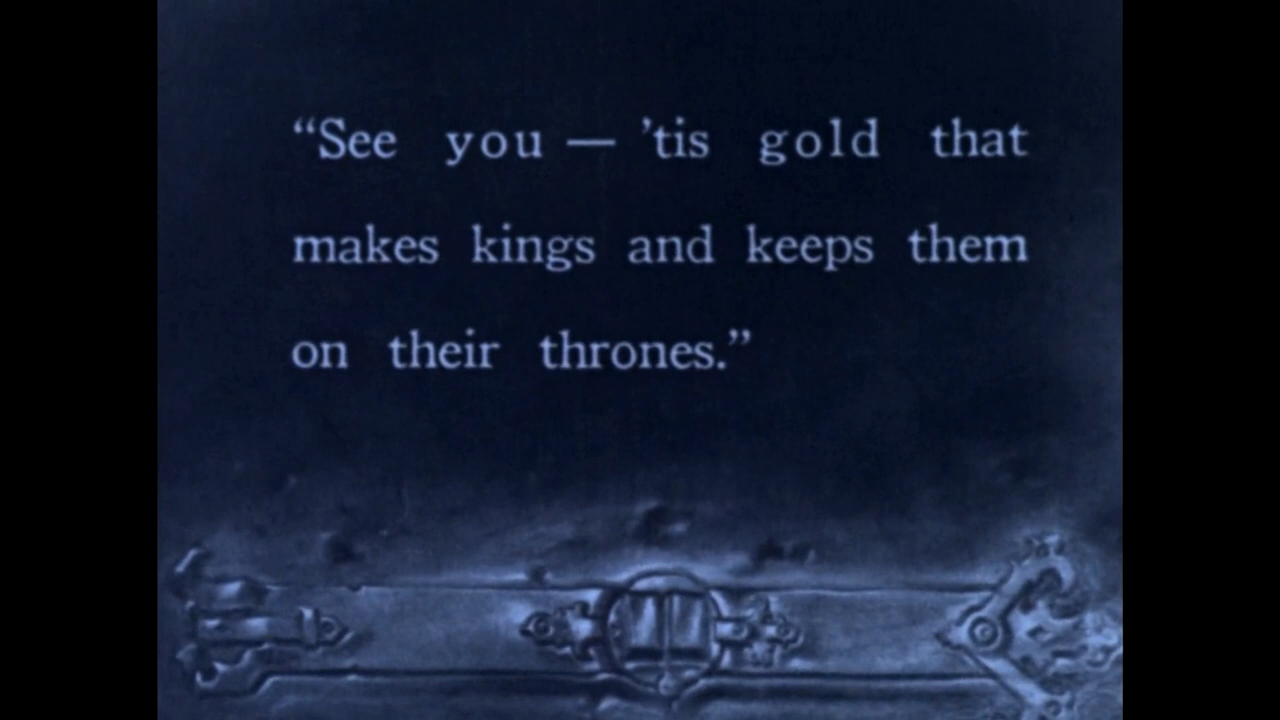 “See you — ’tis gold that
makes kings and keeps them
on their thrones.”